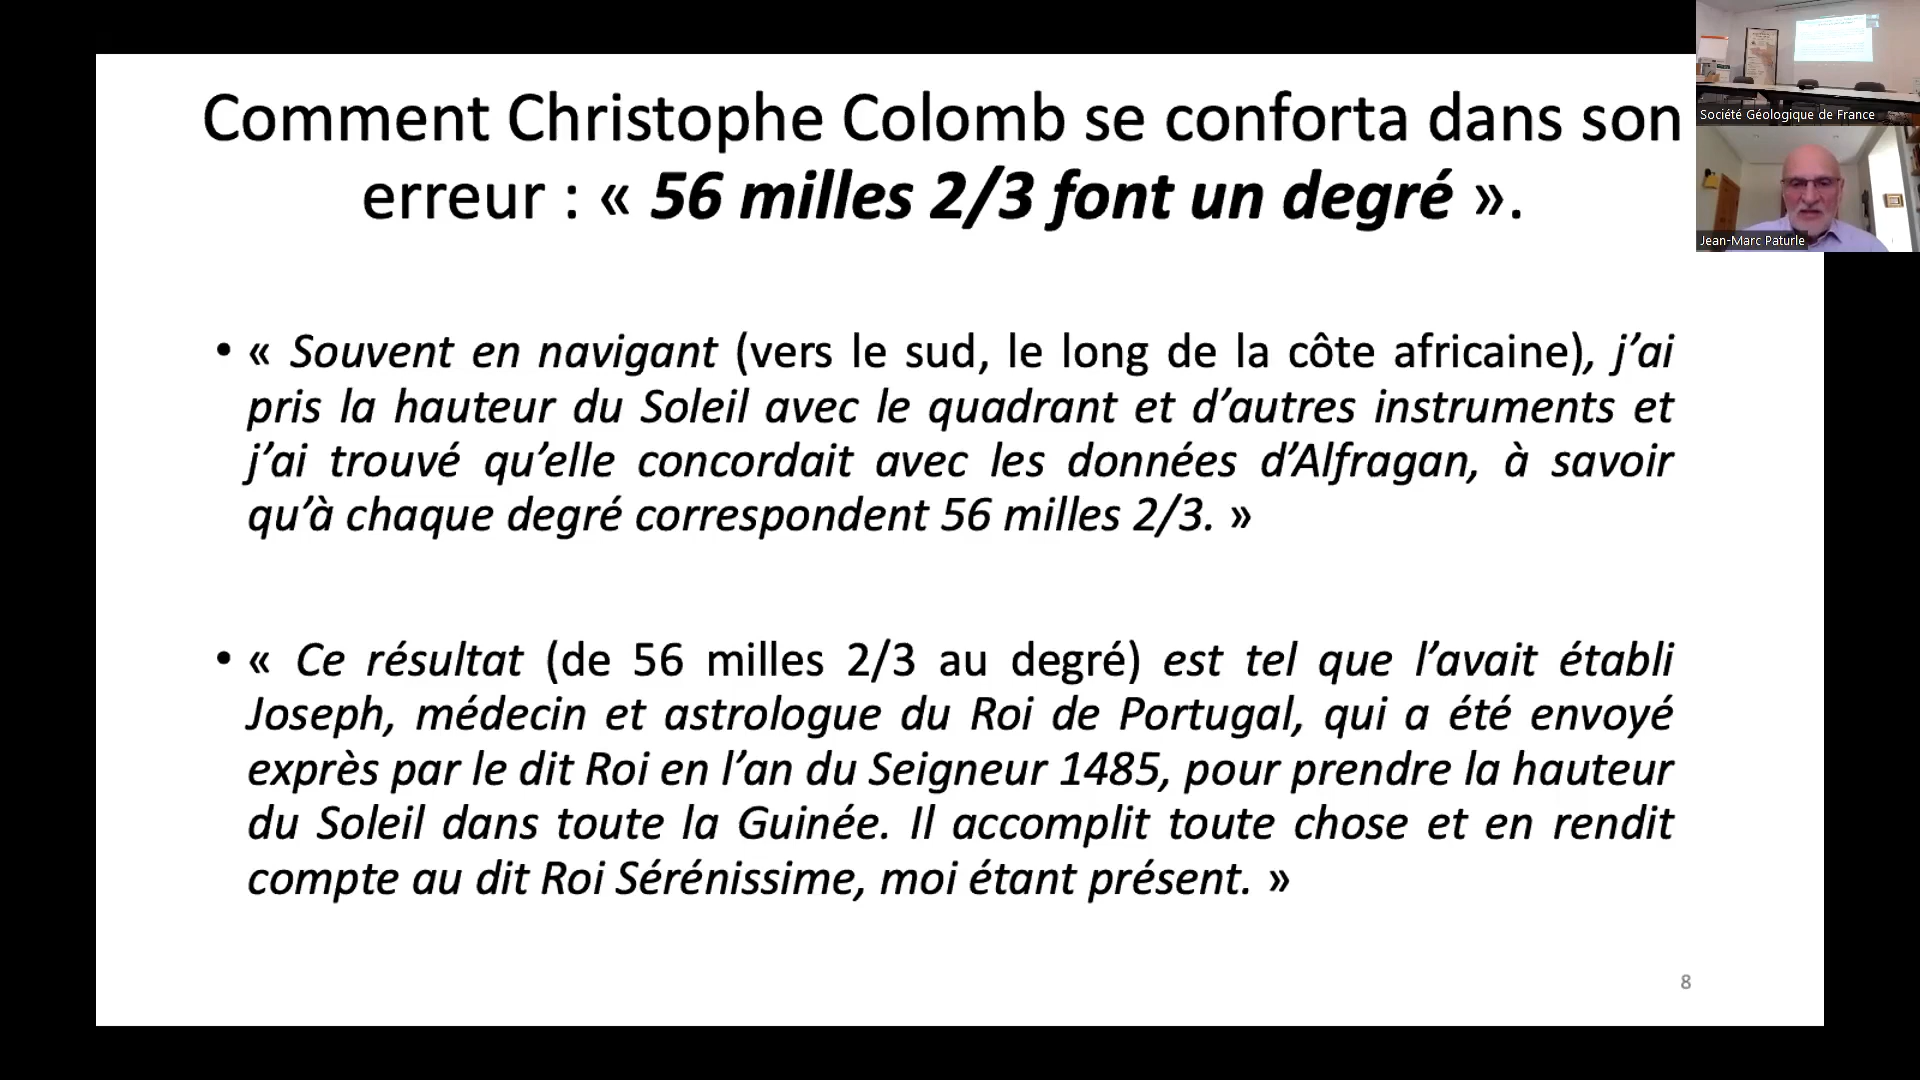 Comment Christophe Colomb se conforta dans son
erreur : « 56 milles 2/3 font un degré ».
• « Souvent en navigant (vers le sud, le long de la côte africaine), j’ai
pris la hauteur du Soleil avec le quadrant et d’autres instruments et
j’ai trouvé qu’elle concordait avec les données d’Alfragan, à savoir
qu’à chaque degré correspondent 56 milles 2/3. »
• « Ce résultat (de 56 milles 2/3 au degré) est tel que l’avait établi
Joseph, médecin et astrologue du Roi de Portugal, qui a été envoyé
exprès par le dit Roi en l’an du Seigneur 1485, pour prendre la hauteur
du Soleil dans toute la Guinée. Il accomplit toute chose et en rendit
compte au dit Roi Sérénissime, moi étant présent. »
8
Société Géologique de France
Jean-Marc Paturle